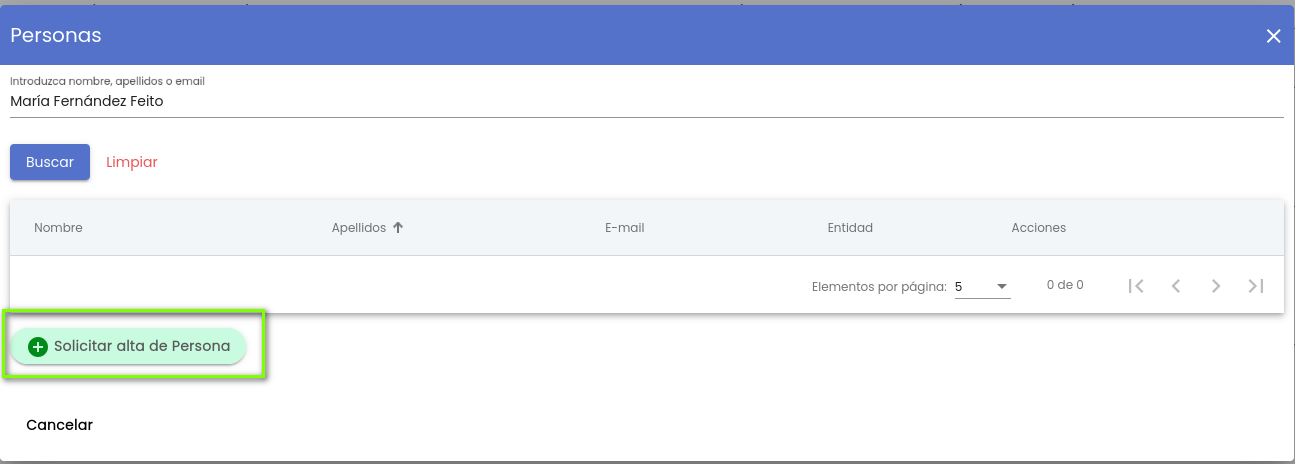 Personas
Introduzca nombre, apellidos o email
María Fernández Feito
Buscar Limpiar
Nombre Apellidos E-mail Entidad Acciones
Elementos por página: 5 0 de 0
Solicitar alta de Persona
Cancelar